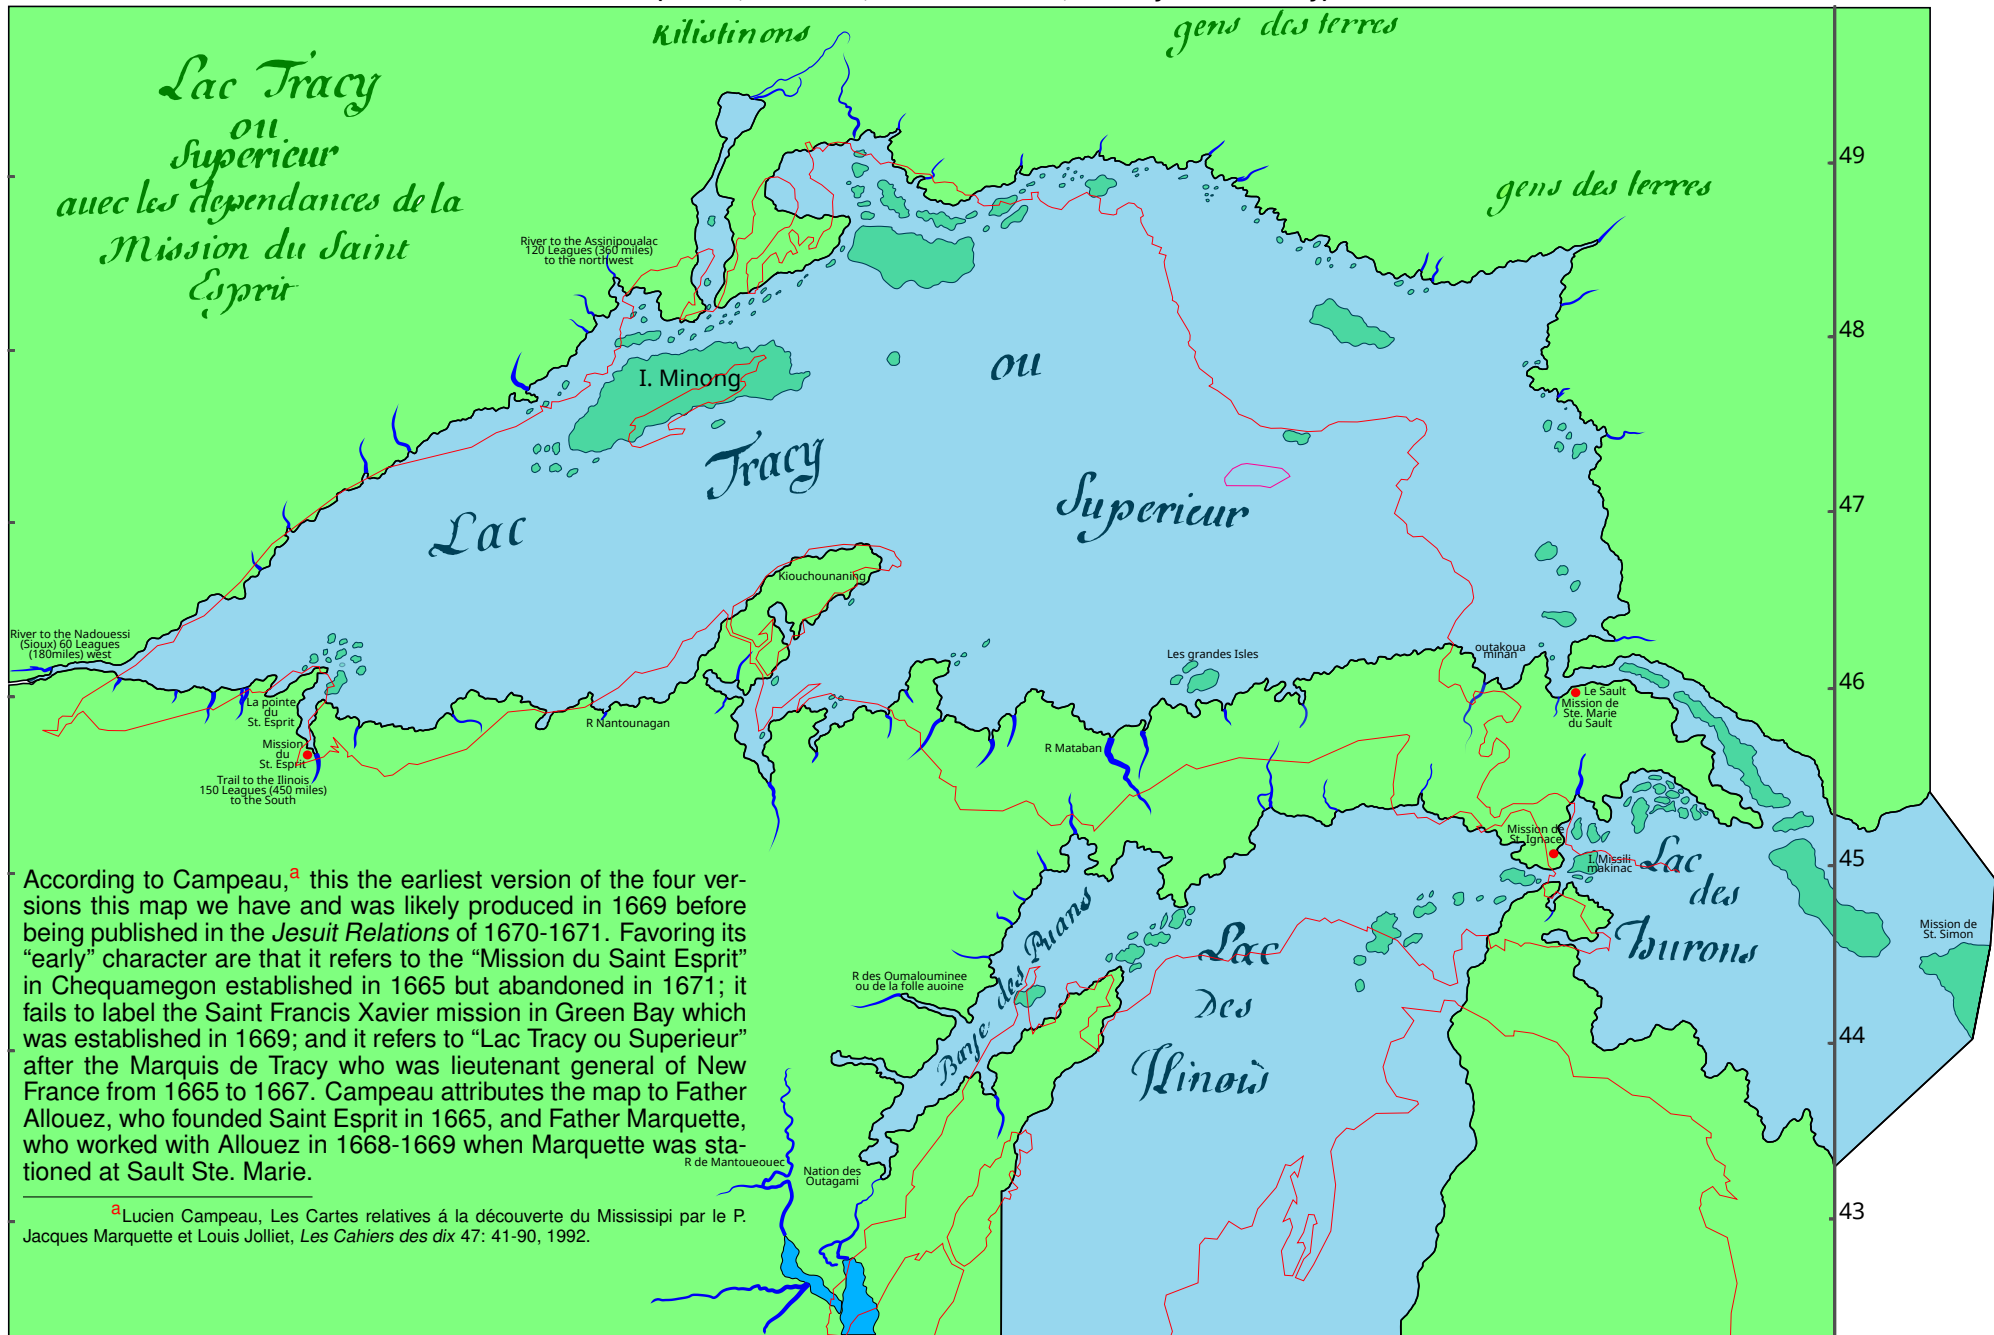 Kilistinons
gens des terres
Lac Tracy
ou
Superieur
auec les dependances de la
Mission du Saint
Esprit
49
gens des terres
River to the Assinipoualac
120 Leagues (360 miles)
to the northwest
48
I. Minong
ou
Tracy
Superieur
47
Lac
Kiouchounaning
River to the Nadouessi
(Sioux) 60 Leagues
(180miles) west
outakoua
minan
Les grandes Isles
46
Le Sault
Mission de
Ste. Marie
du Sault
La pointe
du
St. Esprit
R Nantounagan
Mission
du
St. Esprit
R Mataban
Trail to the Ilinois
150 Leagues (450 miles)
to the South
Mission de
St. Ignace
I. Missili
makinac
45
Lac
des
hurons
Mission de
St. Simon
Baye des Puans
Lac
Des
Ilinois
R des Oumalouminee
ou de la folle auoine
44
According to Campeau,a this the earliest version of the four ver-
sions this map we have and was likely produced in 1669 before
being published in the Jesuit Relations of 1670-1671. Favoring its
“early” character are that it refers to the “Mission du Saint Esprit”
in Chequamegon established in 1665 but abandoned in 1671; it
fails to label the Saint Francis Xavier mission in Green Bay which
was established in 1669; and it refers to “Lac Tracy ou Superieur”
after the Marquis de Tracy who was lieutenant general of New
France from 1665 to 1667. Campeau attributes the map to Father
Allouez, who founded Saint Esprit in 1665, and Father Marquette,
who worked with Allouez in 1668-1669 when Marquette was sta-
tioned at Sault Ste. Marie.
R de Mantoueouec
Nation des
Outagami
43
aLucien Campeau, Les Cartes relatives á la découverte du Mississipi par le P.
Jacques Marquette et Louis Jolliet, Les Cahiers des dix 47: 41-90, 1992.